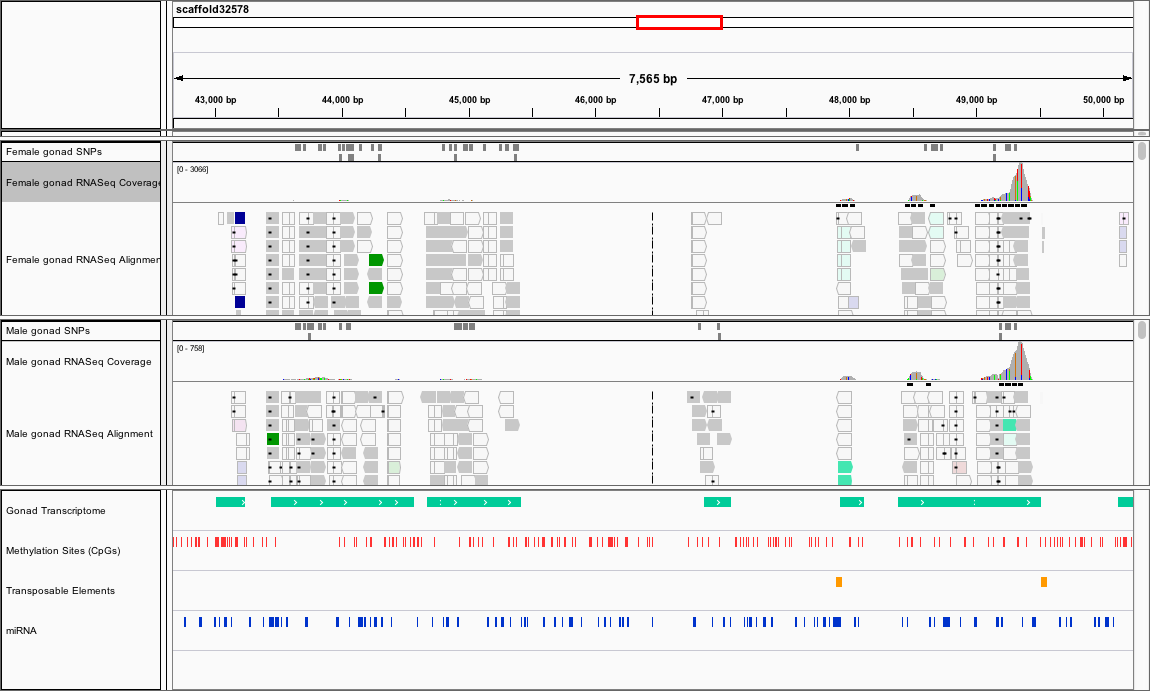 scaffold32578
7,565 bp
43,000 bp 44,000 bp 45,000 bp 46,000 bp 47,000 bp 48,000 bp 49,000 bp 50,000 bp
Female gonad SNPs
Female gonad RNASeq Coverage
[0 - 3066]
Female gonad RNASeq Alignmen
Male gonad SNPs
Male gonad RNASeq Coverage
[0 - 758]
Male gonad RNASeq Alignment
Gonad Transcriptome
Methylation Sites (CpGs)
Transposable Elements
miRNA